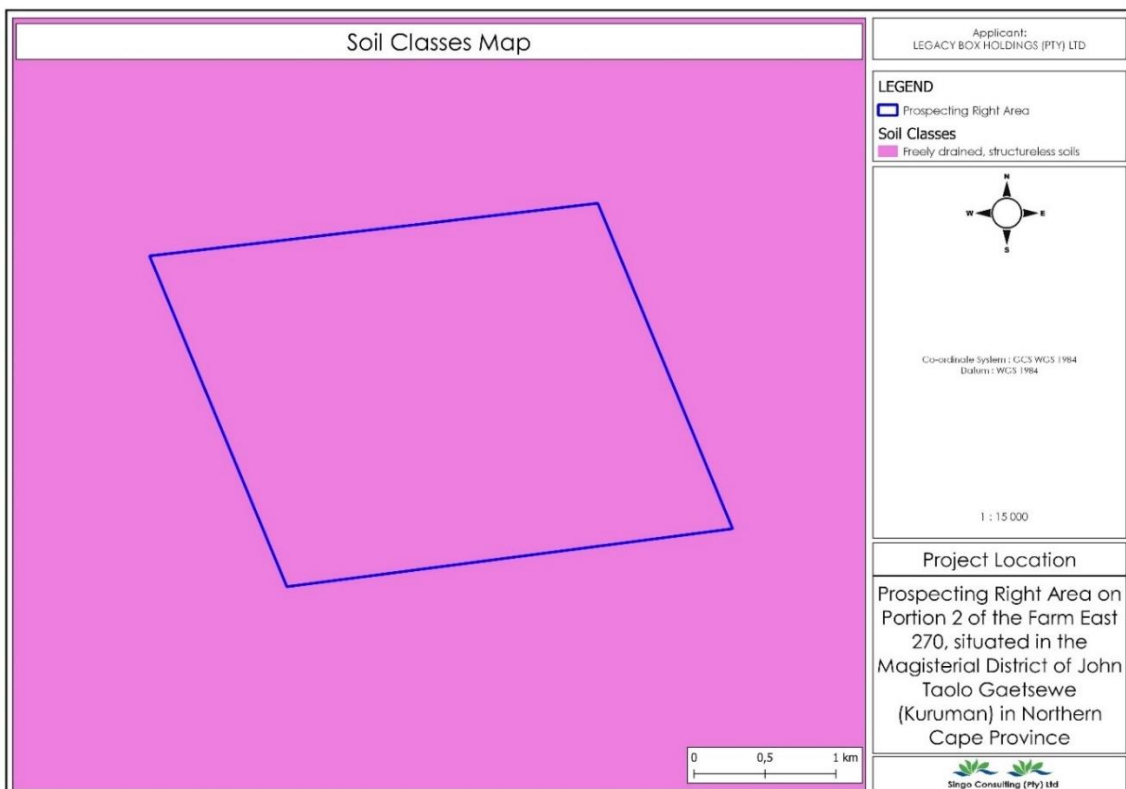 Soil Classes Map
Applicant:
LEGACY BOX HOLDINGS (PTY) LTD
LEGEND
Prospecting Right Area
Soil Classes
Freely drained, structureless soils
N
W
E
S
Co-ordinate System : GCS WGS 1984
Datum : WGS 1984
1 : 15 000
Project Location
Prospecting Right Area on
Portion 2 of the Farm East
270, situated in the
Magisterial District of John
Taolo Gaetsewe
(Kuruman) in Northern
Cape Province
0 0,5 1 km
Singo Consulting (Pty) Ltd